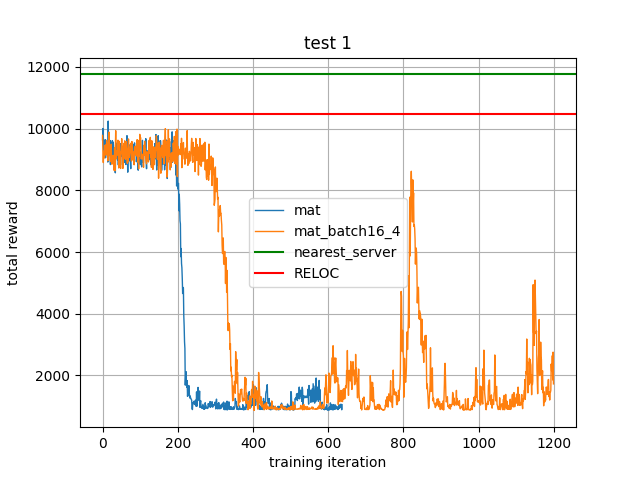 test 1
total reward
12000
10000
8000
6000
4000
2000
mat
mat_batch16_4
nearest_server
RELOC
0
200
400
600
800
1000
1200
training iteration